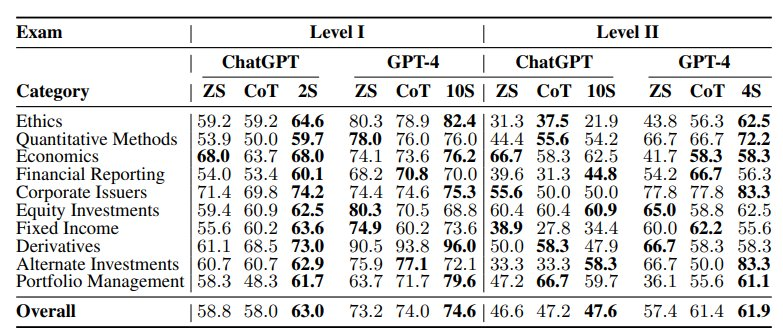 Exam Level I Level II
ChatGPT GPT-4 ChatGPT GPT-4
Category ZS CoT 2S ZS CoT 10S ZS CoT 10S ZS CoT 4S
Ethics 59.2 59.2 64.6 80.3 78.9 82.4 31.3 37.5 21.9 43.8 56.3 62.5
Quantitative Methods 53.9 50.0 59.7 78.0 76.0 76.0 44.4 55.6 54.2 66.7 66.7 72.2
Economics 68.0 63.7 68.0 74.1 73.6 76.2 66.7 58.3 62.5 41.7 58.3 58.3
Financial Reporting 54.0 53.4 60.1 68.2 70.8 70.0 39.6 31.3 44.8 54.2 66.7 56.3
Corporate Issuers 71.4 69.8 74.2 74.4 74.6 75.3 55.6 50.0 50.0 77.8 77.8 83.3
Equity Investments 59.4 60.9 62.5 80.3 70.5 68.8 60.4 60.4 60.9 65.0 58.8 62.5
Fixed Income 55.6 60.2 63.6 74.9 60.2 73.6 38.9 27.8 34.4 60.0 62.2 55.6
Derivatives 61.1 68.5 73.0 90.5 93.8 96.0 50.0 58.3 47.9 66.7 58.3 58.3
Alternate Investments 60.7 60.7 62.9 75.9 77.1 72.1 33.3 33.3 58.3 66.7 50.0 83.3
Portfolio Management 58.3 48.3 61.7 63.7 71.7 79.6 47.2 66.7 59.7 36.1 55.6 61.1
Overall 58.8 58.0 63.0 73.2 74.0 74.6 46.6 47.2 47.6 57.4 61.4 61.9